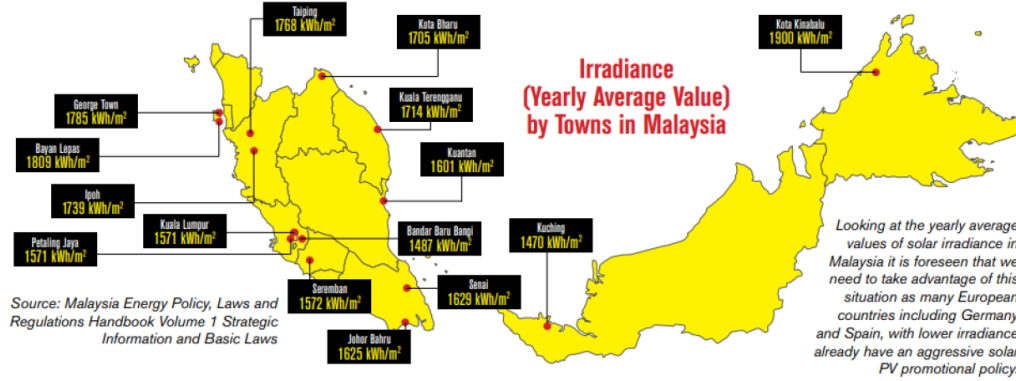 Irradiance
(Yearly Average Value)
by Towns in Malaysia
Taiping
1768 kWh/m²
Kota Bharu
1705 kWh/m²
Kota Kinabalu
1900 kWh/m²
George Town
1785 kWh/m²
Kuala Terengganu
1714 kWh/m²
Bayan Lepas
1809 kWh/m²
Kuantan
1601 kWh/m²
Ipoh
1739 kWh/m²
Kuala Lumpur
1571 kWh/m²
Petaling Jaya
1571 kWh/m²
Bandar Baru Bangi
1487 kWh/m²
Kuching
1470 kWh/m²
Seremban
1572 kWh/m²
Senai
1629 kWh/m²
Johor Bahru
1625 kWh/m²
Source: Malaysia Energy Policy, Laws and
Regulations Handbook Volume 1 Strategic
Information and Basic Laws
Looking at the yearly average
values of solar irradiance in
Malaysia it is foreseen that we
need to take advantage of this
situation as many European
countries including Germany
and Spain, with lower irradiance
already have an aggressive solar
PV promotional policy.